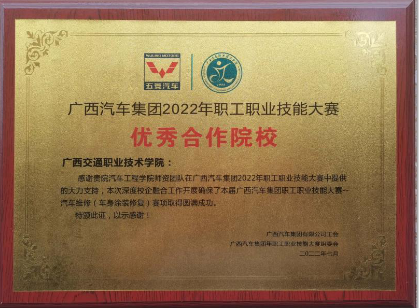 五菱汽车
广西汽车集团2022年职工职业技能大赛
优秀合作院校
广西交通职业技术学院：
感谢贵院汽车工程学院师资团队在广西汽车集团2022年职工职业技能大赛中提供
的大力支持，本次深度校企融合工作开展确保了本届广西汽车集团职工职业技能大赛—
汽车维修（车身涂装修复）赛项取得圆满成功。
特颁此证，以示感谢！
广西汽车集团有限公司工会
广西汽车集团职工职业技能大赛组委会
二〇二二年七月